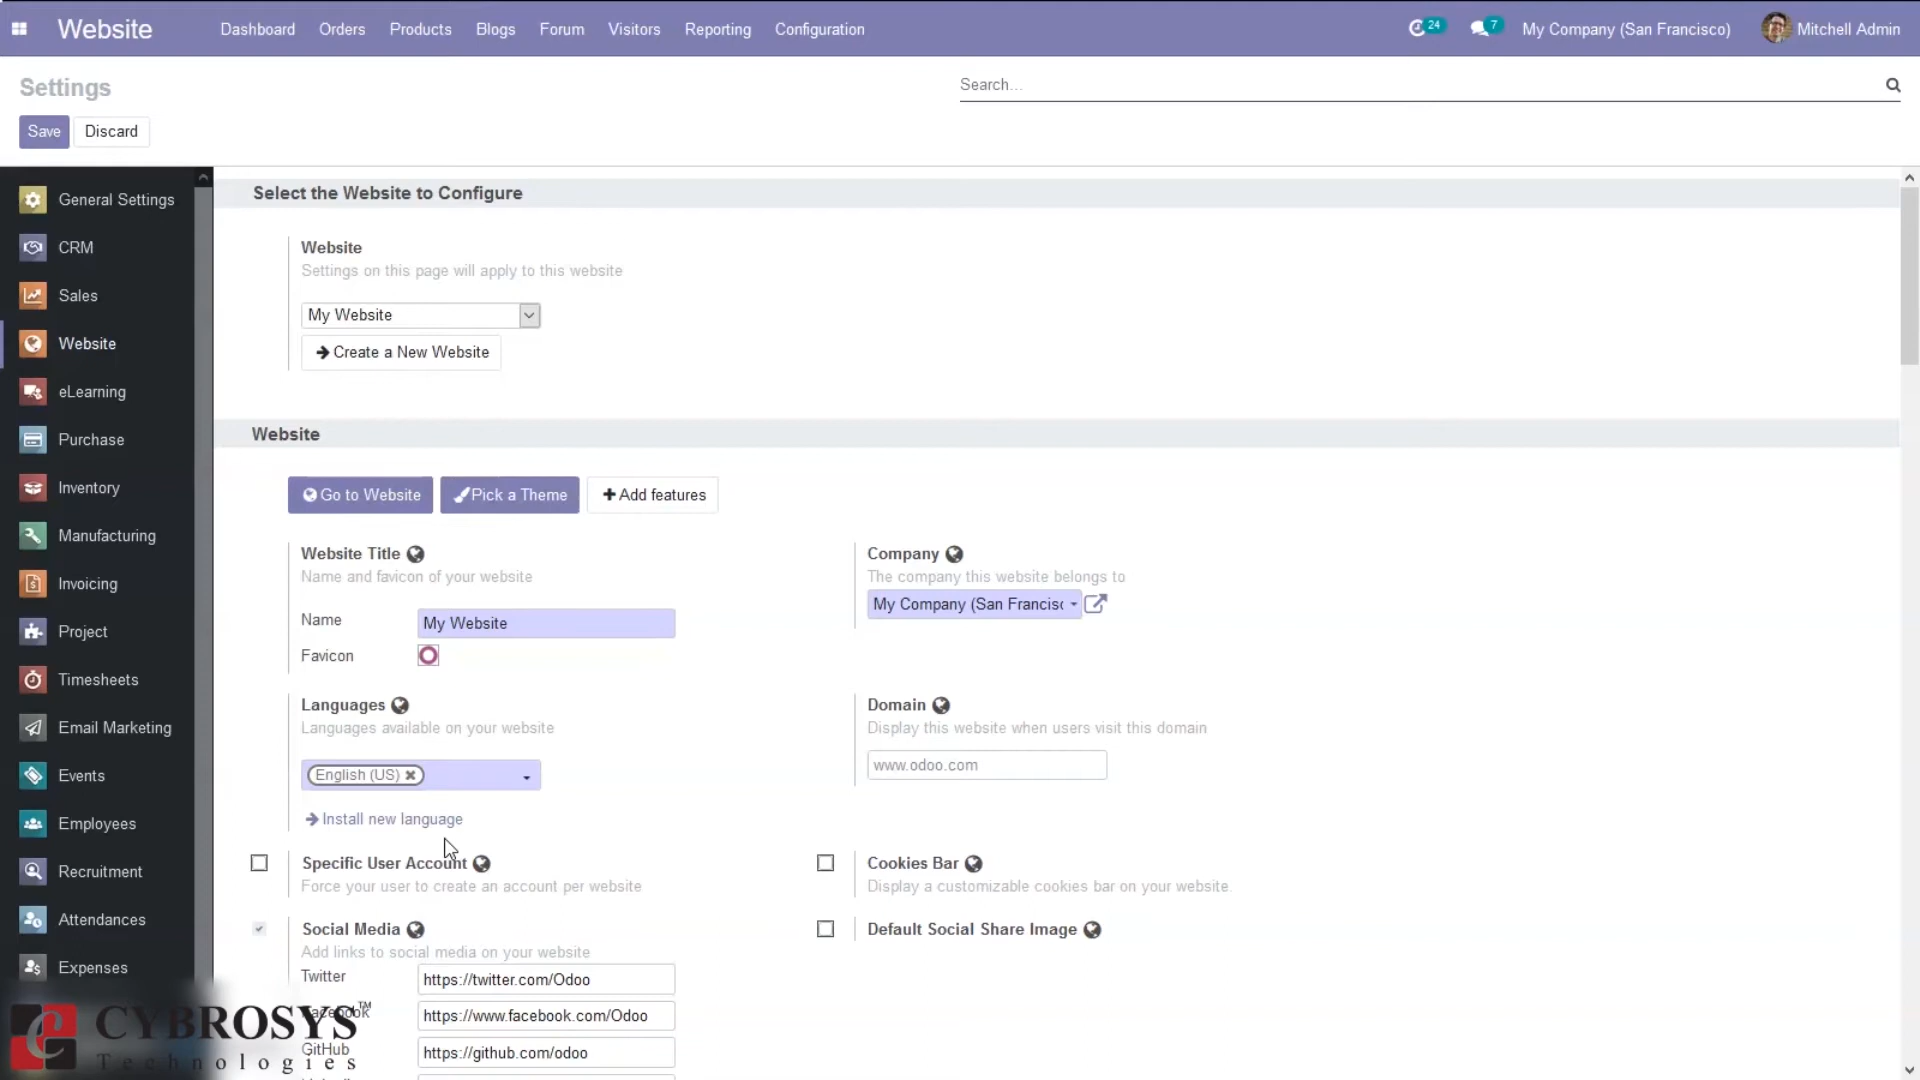 Website
Dashboard
Orders
Products
Blogs
Forum
Visitors
Reporting
Configuration
24
7
My Company (San Francisco)
Mitchell Admin
Settings
Search...
Save
Discard
General Settings
CRM
Sales
Website
eLearning
Purchase
Inventory
Manufacturing
Invoicing
Project
Timesheets
Email Marketing
Events
Employees
Recruitment
Attendances
Expenses
Select the Website to Configure
Website
Settings on this page will apply to this website
My Website
Create a New Website
Website
Go to Website
Pick a Theme
Add features
Website Title
Name and favicon of your website
Name
My Website
Favicon
Company
The company this website belongs to
My Company (San Francisc
Languages
Languages available on your website
English (US)
Install new language
Domain
Display this website when users visit this domain
www.odoo.com
Specific User Account
Force your user to create an account per website
Cookies Bar
Display a customizable cookies bar on your website.
Social Media
Add links to social media on your website
Default Social Share Image
Twitter
https://twitter.com/Odoo
Facebook
https://www.facebook.com/Odoo
GitHub
https://github.com/odoo
CYBROSYS™
Technologies